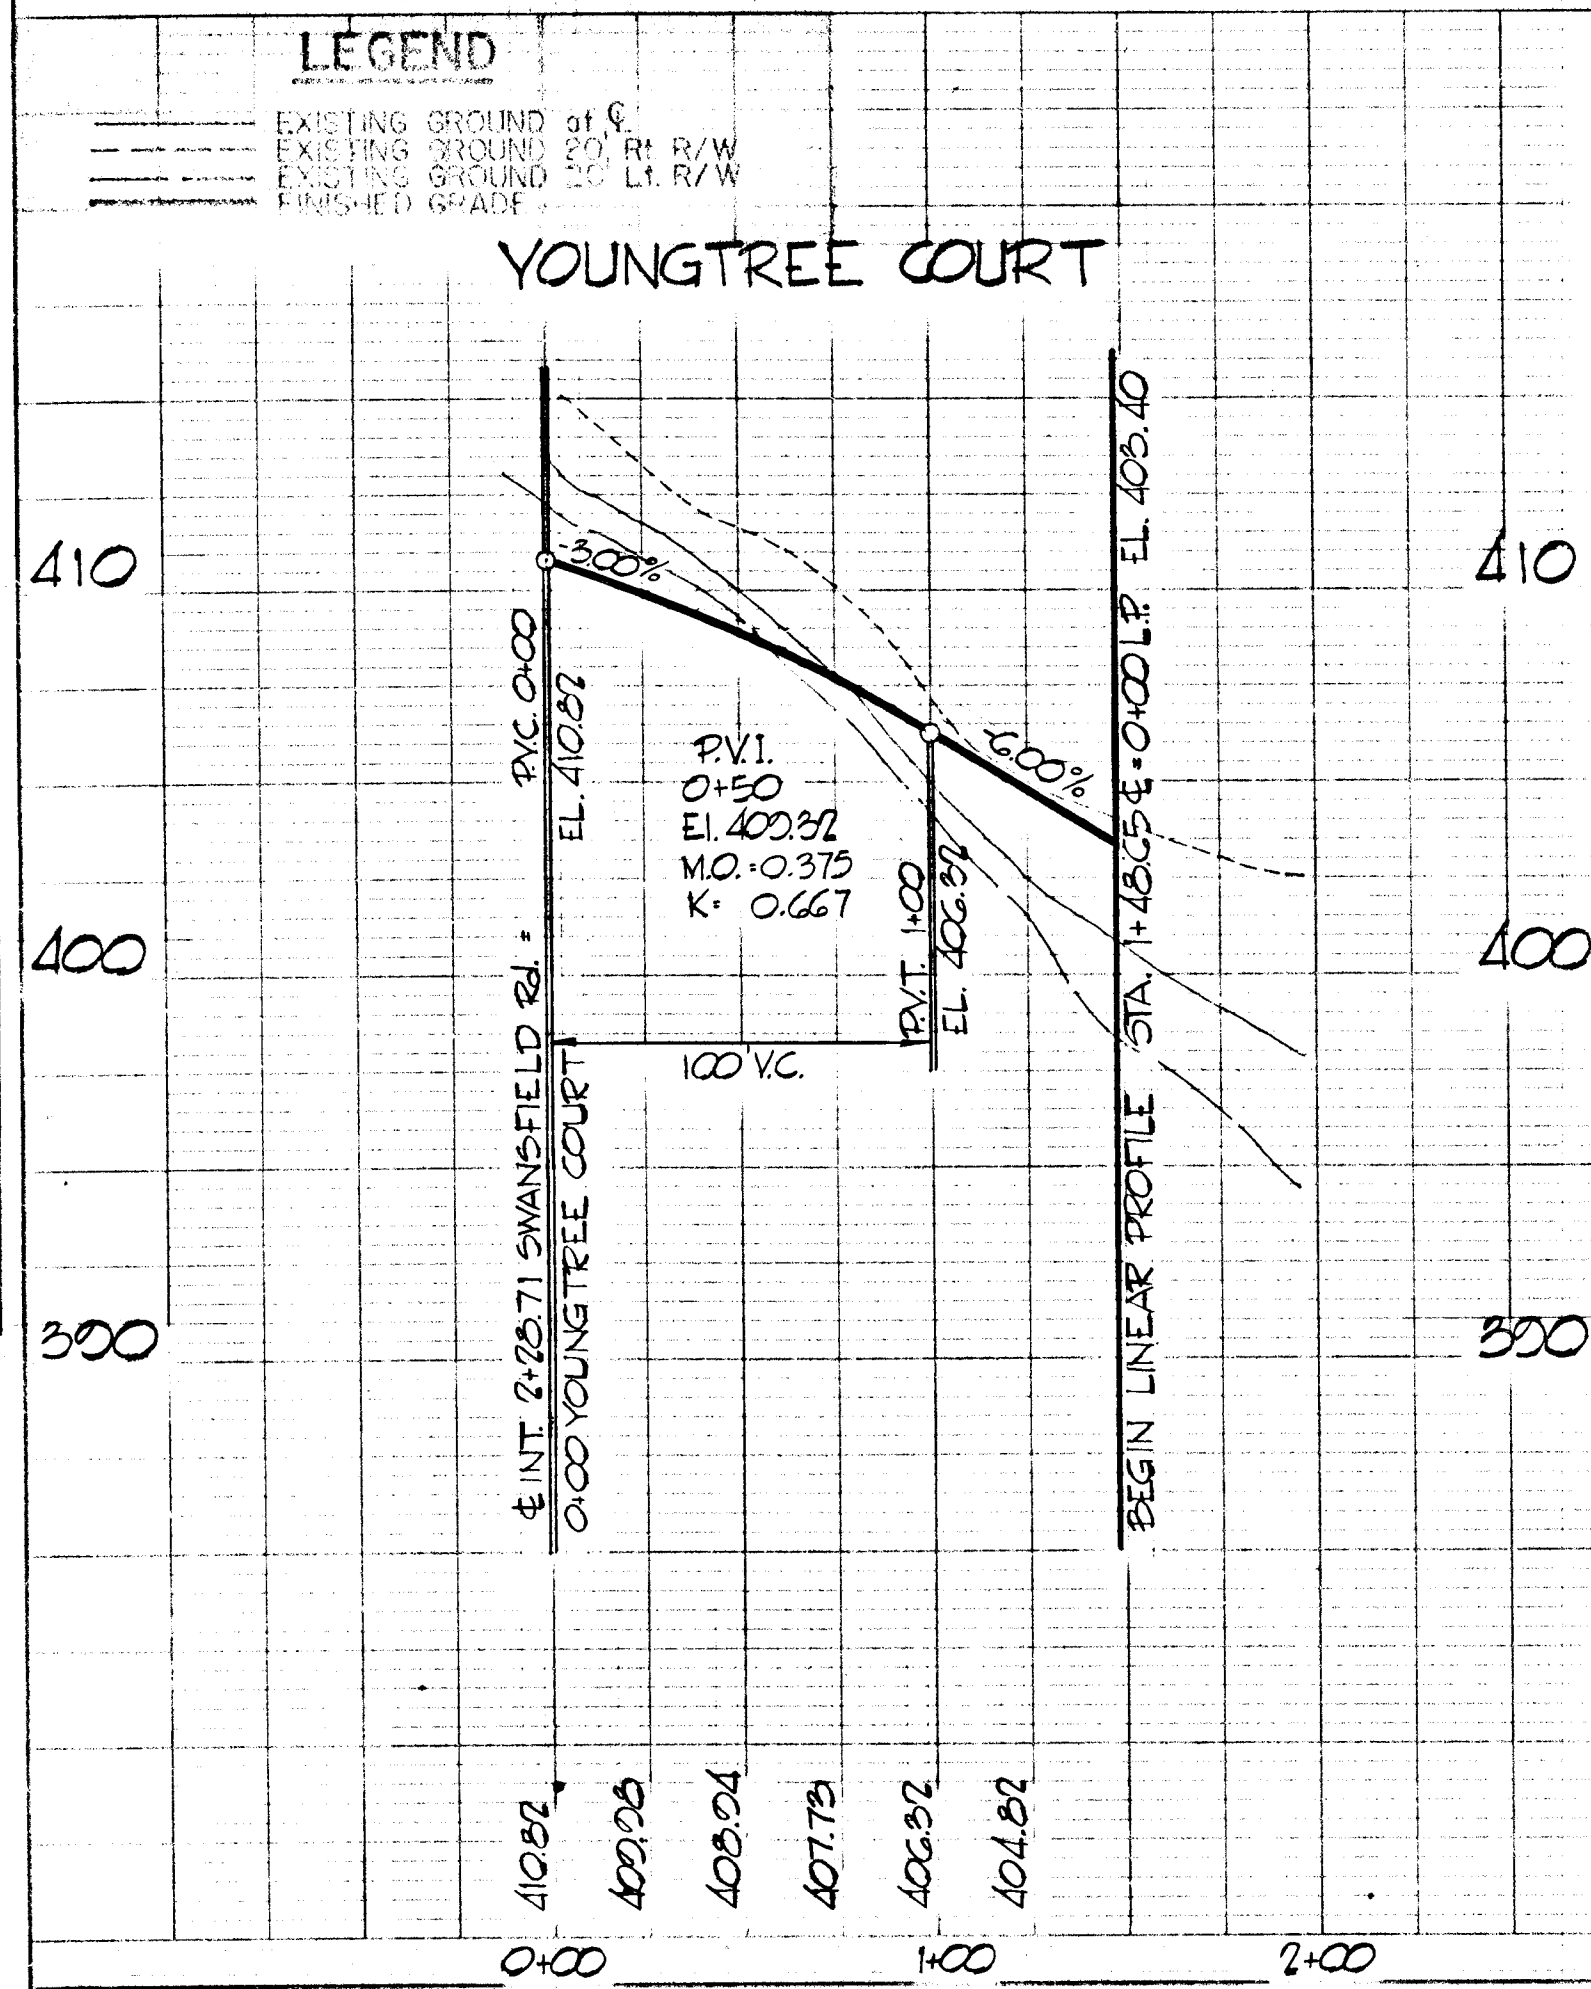 LEGEND
EXISTING GROUND at ℄
EXISTING GROUND 20' Rt. R/W
EXISTING GROUND 20' Lt. R/W
FINISHED GRADE
YOUNGTREE COURT
410
410
400
400
390
390
-3.00%
-6.00%
P.V.C. 0+00
EL. 410.82
P.V.I.
0+50
El. 409.32
M.O. = 0.375
K = 0.667
P.V.T. 1+00
EL. 406.32
100' V.C.
℄ INT. 2+28.71 SWANSFIELD Rd. =
0+00 YOUNGTREE COURT
BEGIN LINEAR PROFILE STA. 1+48.65 ℄ = 0+00 L.P. EL. 403.40
410.82
409.98
408.94
407.73
406.32
404.82
0+00
1+00
2+00